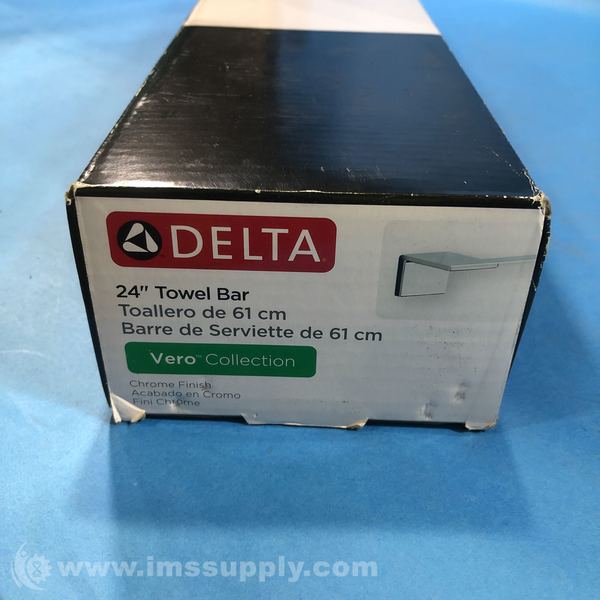 DELTA
24" Towel Bar
Toallero de 61 cm
Barre de Serviette de 61 cm
Vero™ Collection
Chrome Finish
Acabado en Cromo
Fini Chrome
www.imssupply.com